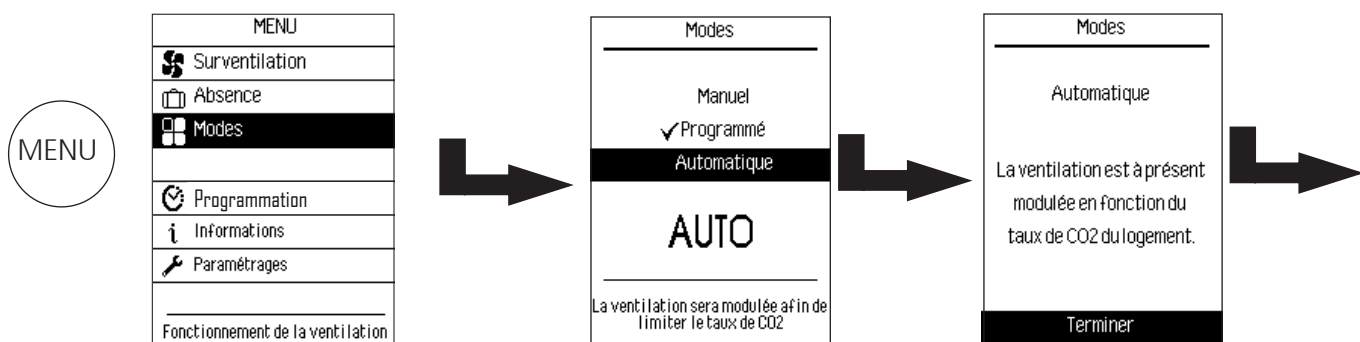 MENU
MENU
Surventilation
Absence
Modes
Programmation
Informations
Paramétrages
Fonctionnement de la ventilation
Modes
Manuel
✓Programmé
Automatique
AUTO
La ventilation sera modulée afin de
limiter le taux de CO2
Modes
Automatique
La ventilation est à présent
modulée en fonction du
taux de CO2 du logement.
Terminer